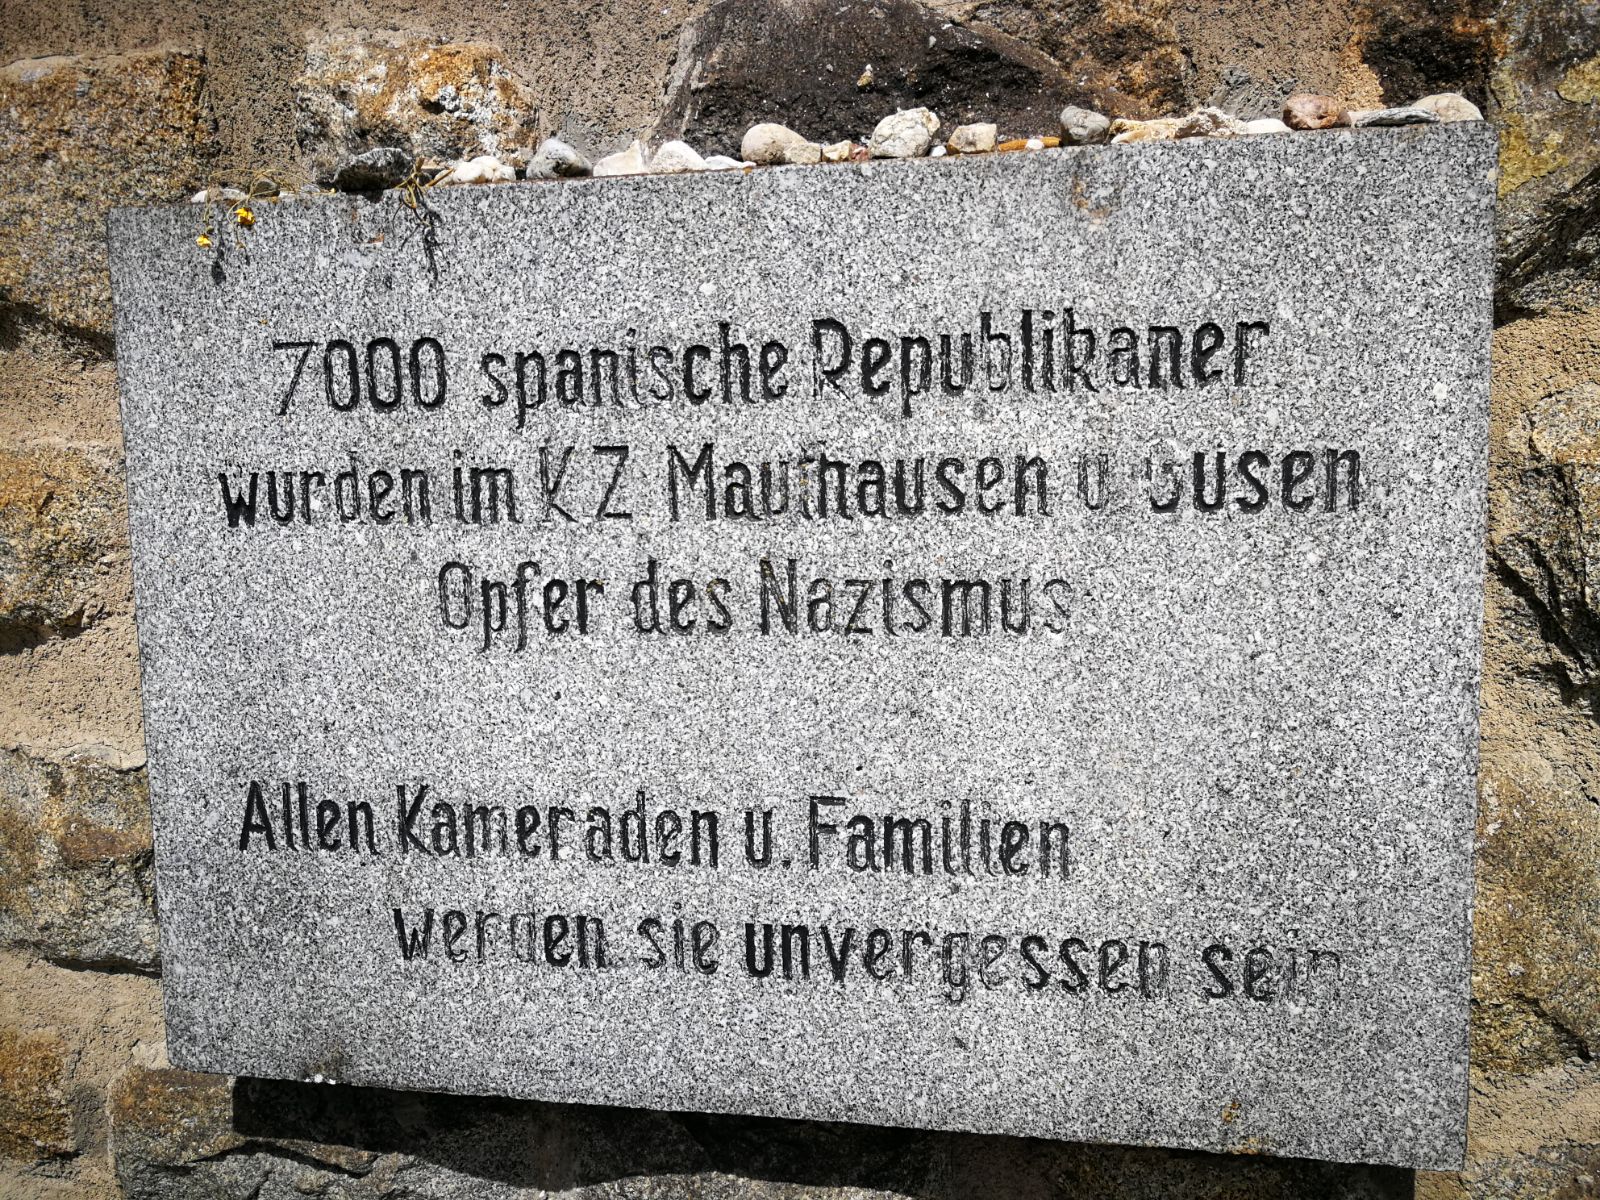 7000 spanische Republikaner
wurden im KZ Mauthausen u Gusen
Opfer des Nazismus
Allen Kameraden u. Familien
werden sie unvergessen sein